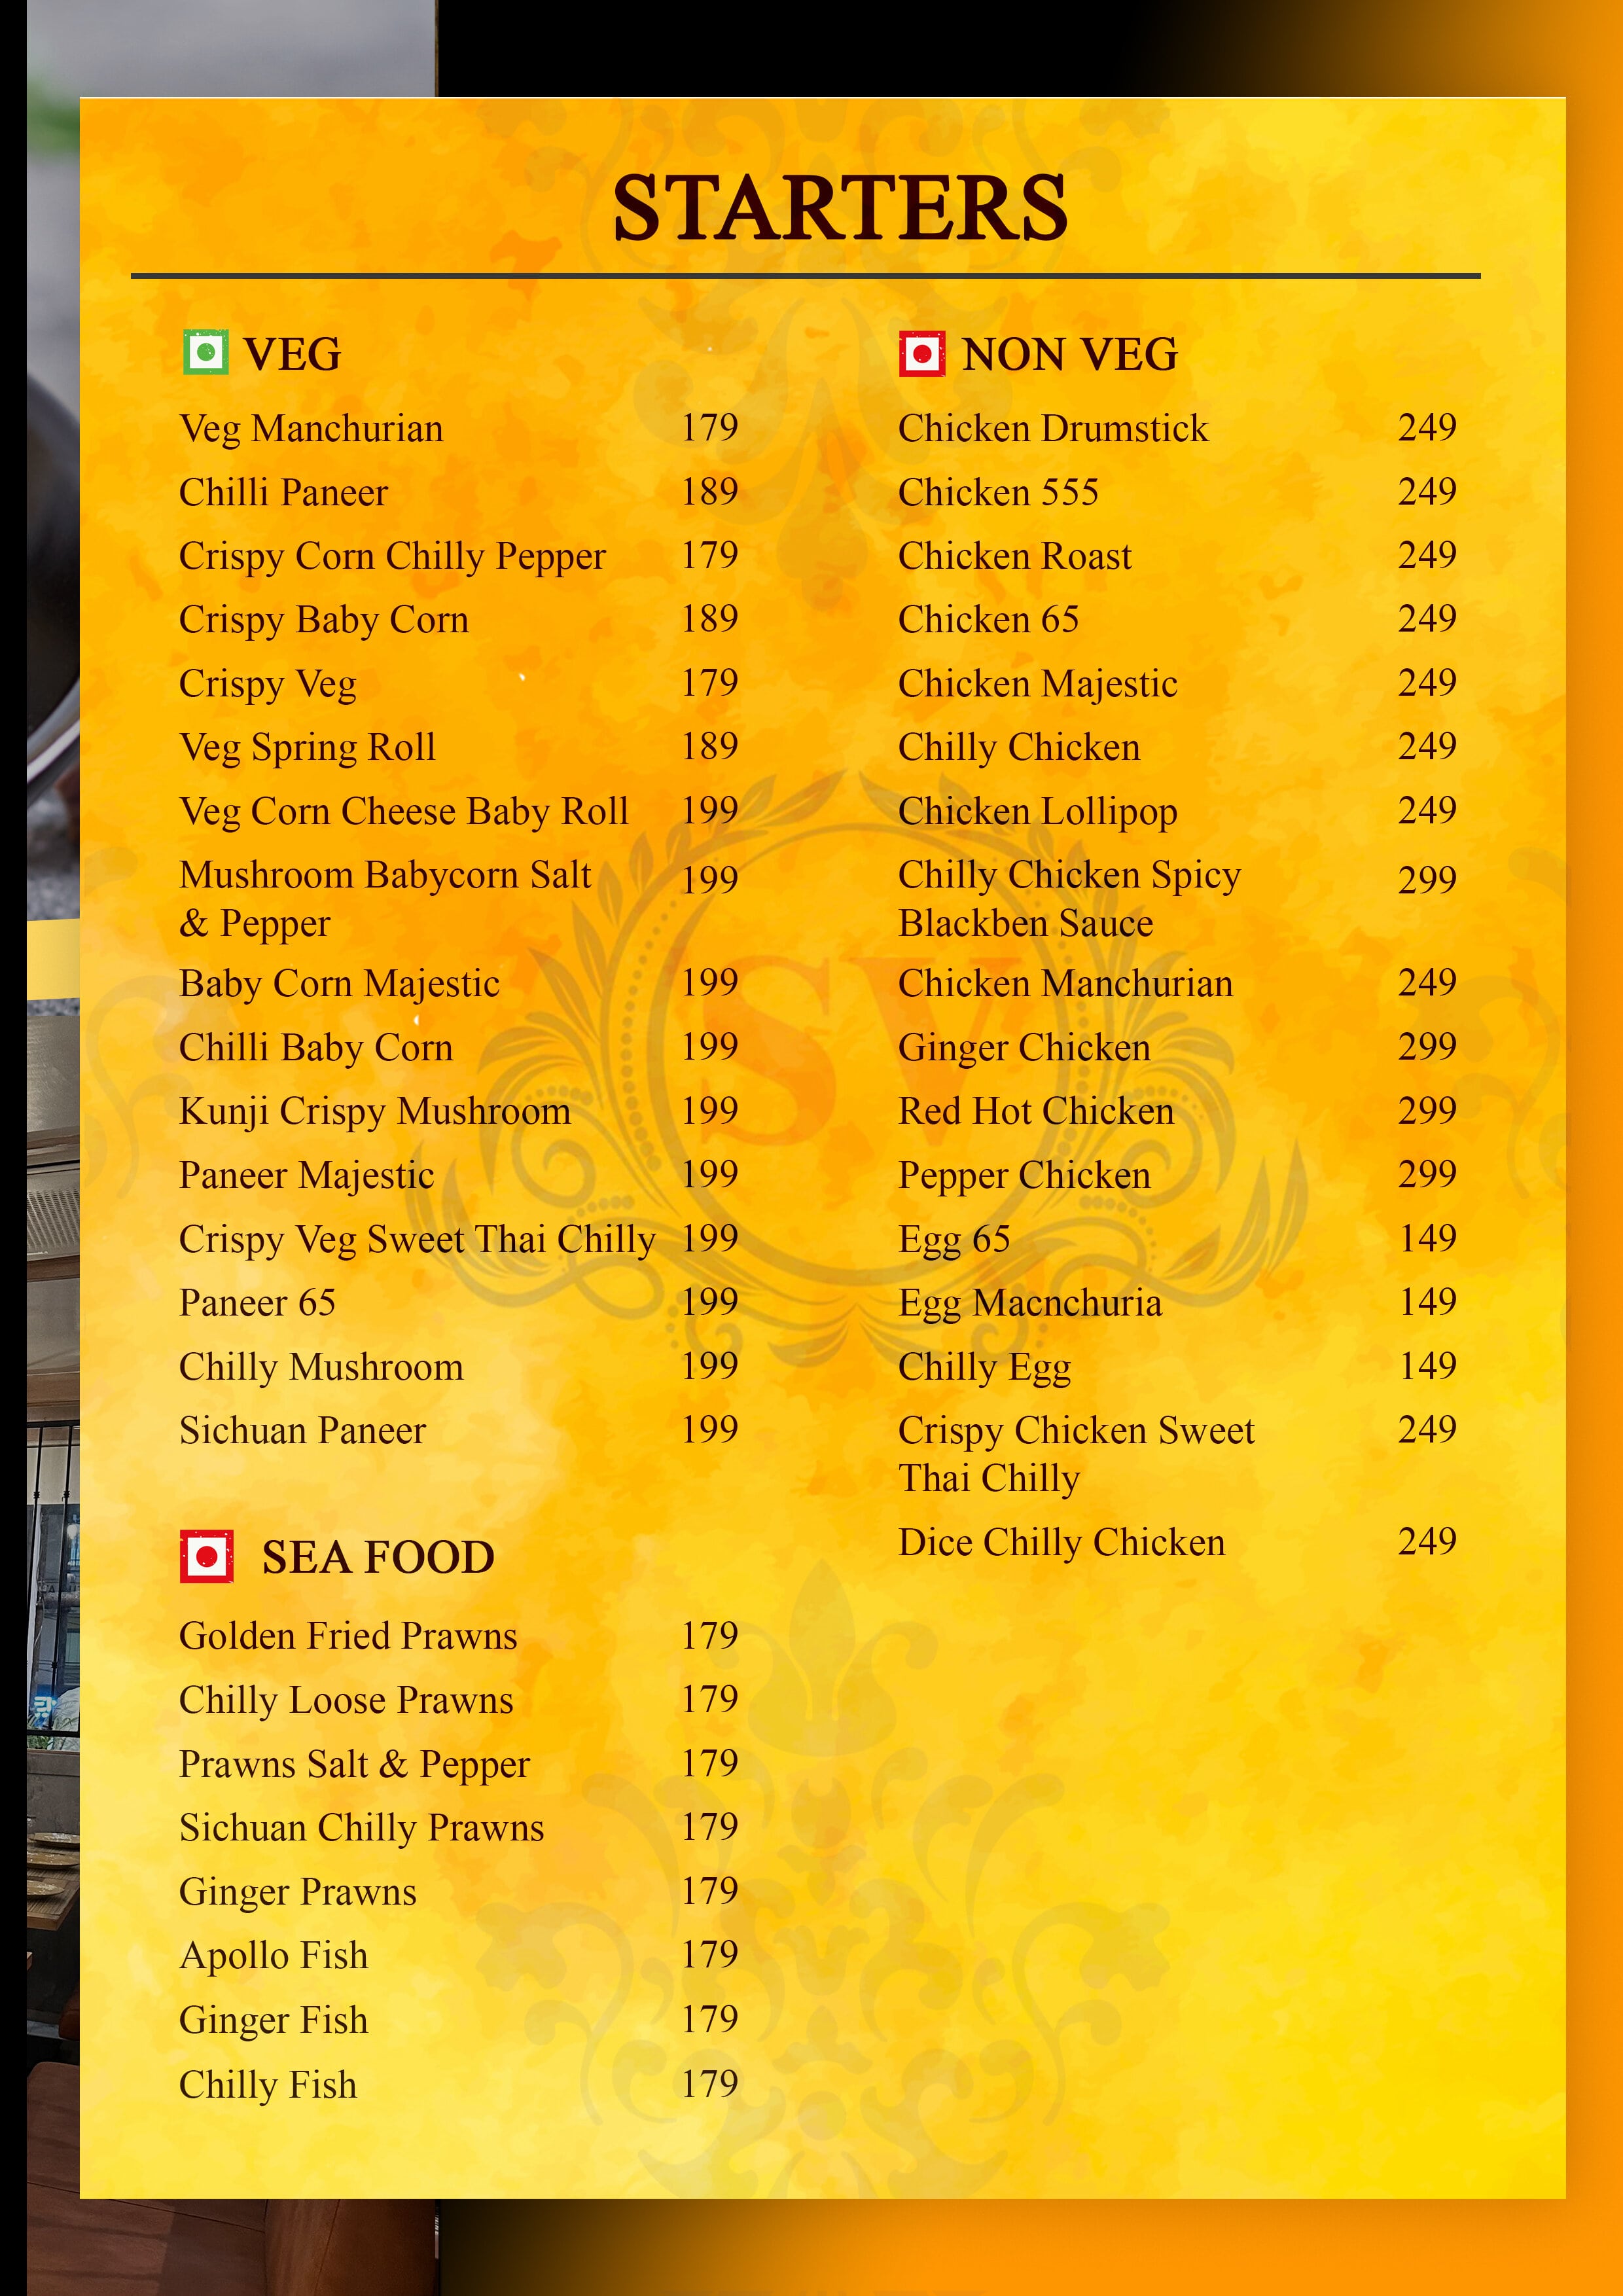 STARTERS
VEG
Veg Manchurian 179
Chilli Paneer 189
Crispy Corn Chilly Pepper 179
Crispy Baby Corn 189
Crispy Veg 179
Veg Spring Roll 189
Veg Corn Cheese Baby Roll 199
Mushroom Babycorn Salt 199
& Pepper
Baby Corn Majestic 199
Chilli Baby Corn 199
Kunji Crispy Mushroom 199
Paneer Majestic 199
Crispy Veg Sweet Thai Chilly 199
Paneer 65 199
Chilly Mushroom 199
Sichuan Paneer 199
SEA FOOD
Golden Fried Prawns 179
Chilly Loose Prawns 179
Prawns Salt & Pepper 179
Sichuan Chilly Prawns 179
Ginger Prawns 179
Apollo Fish 179
Ginger Fish 179
Chilly Fish 179
NON VEG
Chicken Drumstick 249
Chicken 555 249
Chicken Roast 249
Chicken 65 249
Chicken Majestic 249
Chilly Chicken 249
Chicken Lollipop 249
Chilly Chicken Spicy 299
Blackben Sauce
Chicken Manchurian 249
Ginger Chicken 299
Red Hot Chicken 299
Pepper Chicken 299
Egg 65 149
Egg Macnchuria 149
Chilly Egg 149
Crispy Chicken Sweet 249
Thai Chilly
Dice Chilly Chicken 249
SV